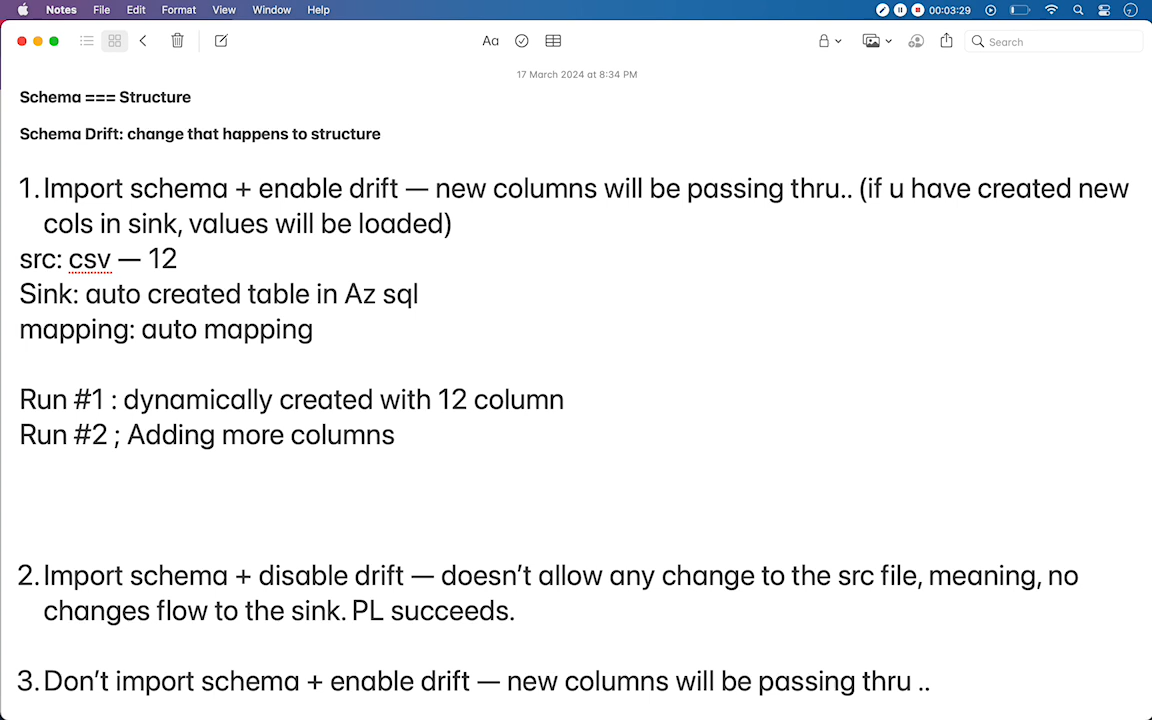 Notes File Edit Format View Window Help 00:03:29
Aa Search
17 March 2024 at 8:34 PM
Schema === Structure
Schema Drift: change that happens to structure
1. Import schema + enable drift — new columns will be passing thru.. (if u have created new
cols in sink, values will be loaded)
src: csv — 12
Sink: auto created table in Az sql
mapping: auto mapping
Run #1 : dynamically created with 12 column
Run #2 ; Adding more columns
2. Import schema + disable drift — doesn’t allow any change to the src file, meaning, no
changes flow to the sink. PL succeeds.
3. Don’t import schema + enable drift — new columns will be passing thru ..